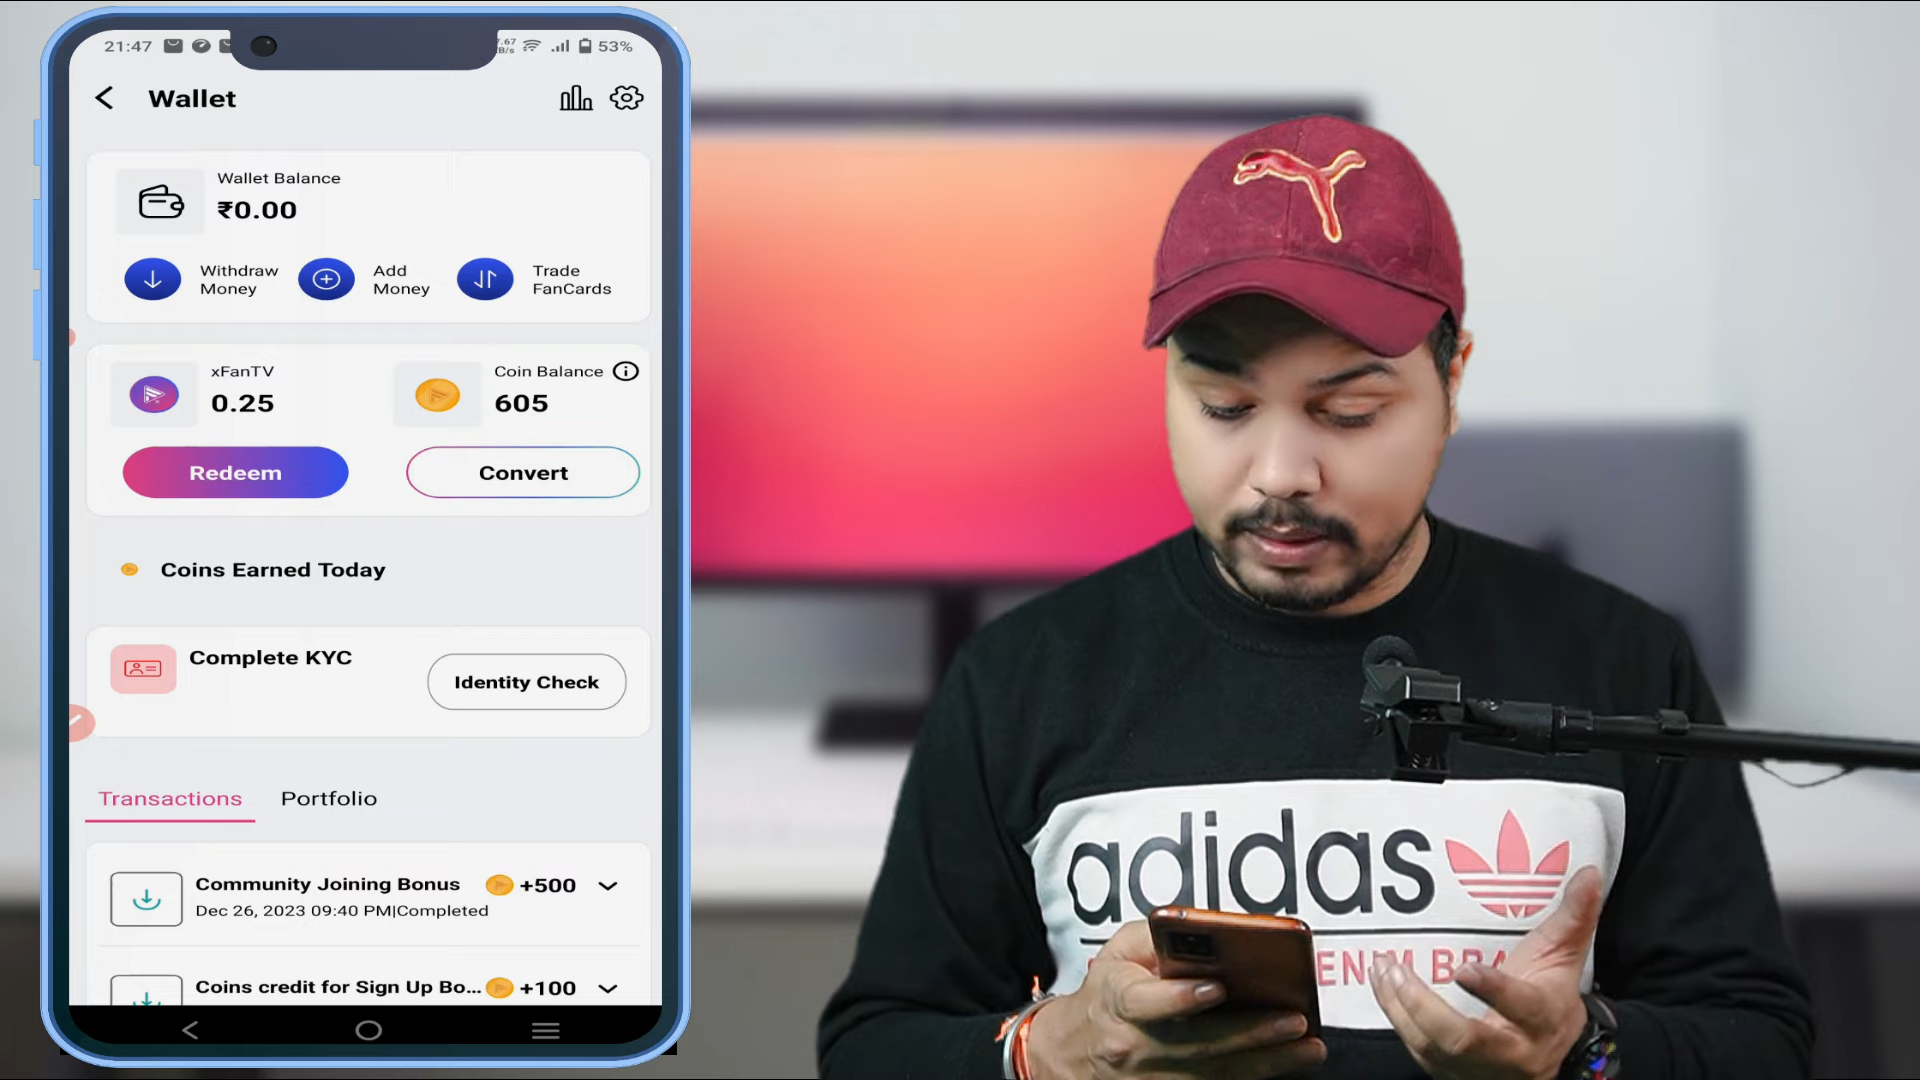 21:47
53%
Wallet
Wallet Balance
₹0.00
Withdraw
Money
Add
Money
Trade
FanCards
xFanTV
0.25
Coin Balance
605
Redeem
Convert
Coins Earned Today
Complete KYC
Identity Check
Transactions
Portfolio
Community Joining Bonus
+500
Dec 26, 2023 09:40 PM|Completed
Coins credit for Sign Up Bo...
+100
adidas